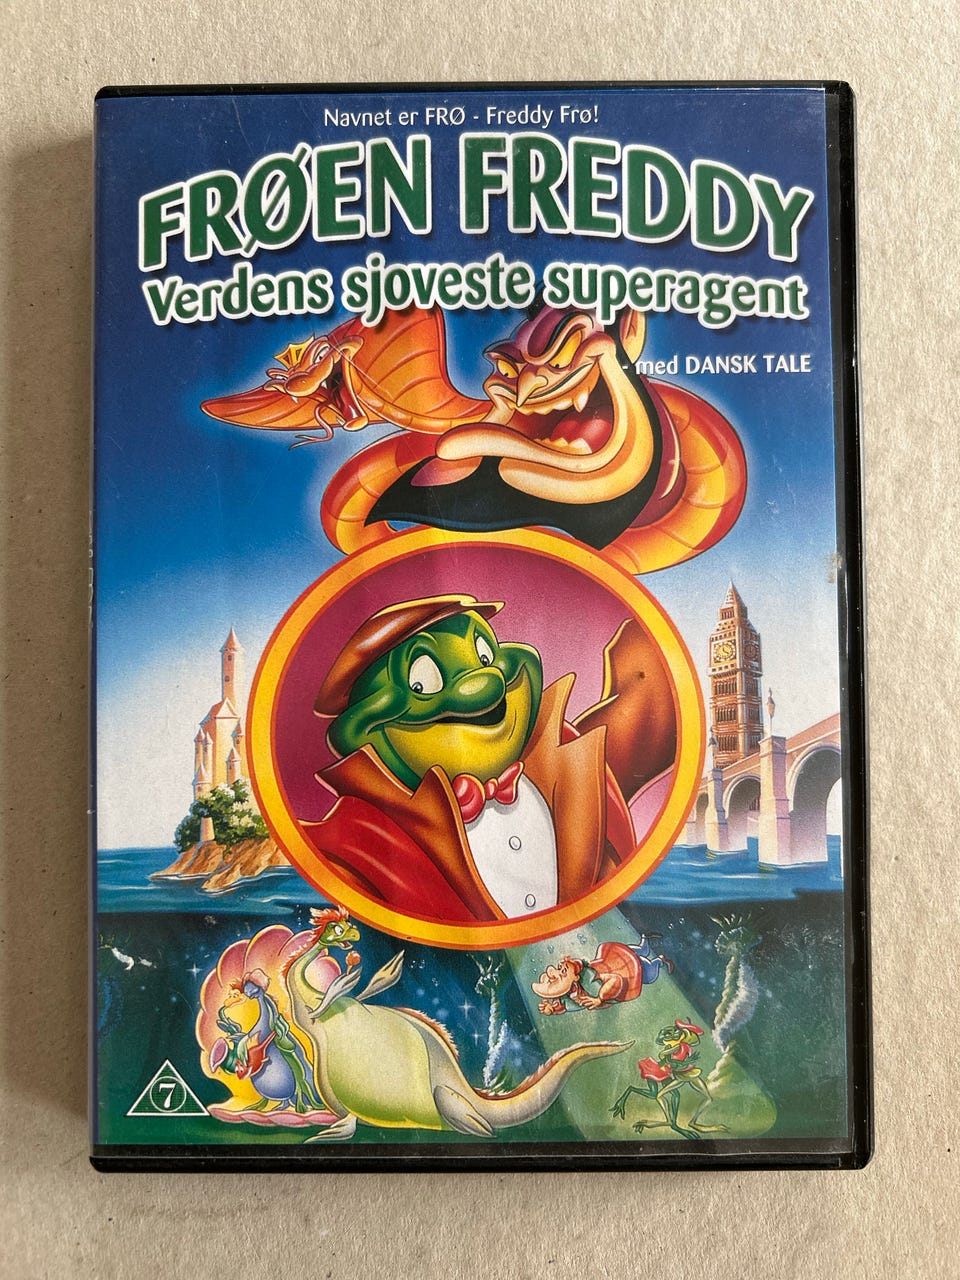 Navnet er FRØ - Freddy Frø!
FRØEN FREDDY
Verdens sjoveste superagent
- med DANSK TALE
7